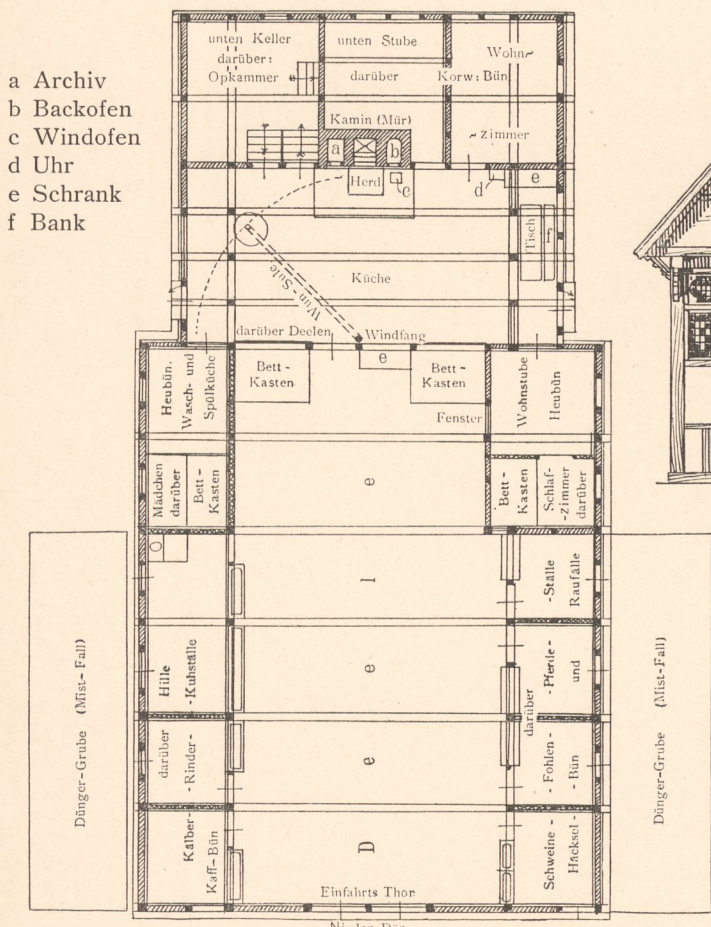 a Archiv
b Backofen
c Windofen
d Uhr
e Schrank
f Bank
unten Keller
darüber:
Opkammer
unten Stube
darüber
Wohn-
Korw: Bün
-zimmer
Kamin (Mür)
a
b
Herd
c
d
e
Tisch
f
Küche
Wun-Sule
darüber Deelen
Windfang
e
Bett-
Kasten
Bett-
Kasten
Fenster
Heubün.
Wasch- und
Spülküche
Wohnstube
Heubün
Mädchen
darüber
Bett-
Kasten
Bett-
Kasten
Schlaf-
-Zimmer
darüber
D e e l e
Hille
-Kuhställe
darüber
-Rinder-
Kalber-
Kaff-Bün
-Ställe
Raufälle
-Pferde-
und
darüber
-Fohlen-
-Bün
Schweine-
Häcksel-
Dünger-Grube (Mist-Fall)
Dünger-Grube (Mist-Fall)
Einfahrts Thor